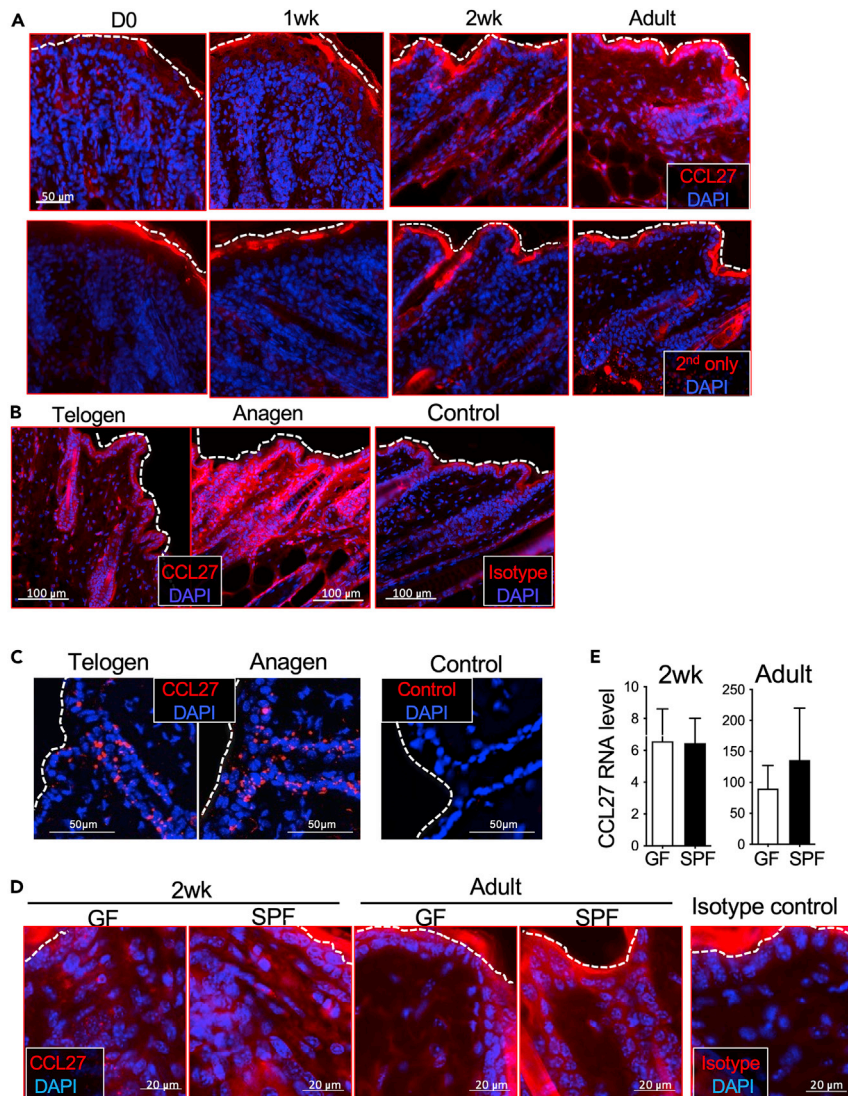 A
D0
1wk
2wk
Adult
50 µm
CCL27
DAPI
2nd only
DAPI
B
Telogen
Anagen
Control
100 µm
CCL27
DAPI
100 µm
100 µm
Isotype
DAPI
C
Telogen
Anagen
Control
CCL27
DAPI
Control
DAPI
50µm
50µm
50µm
E
2wk
Adult
CCL27 RNA level
10
8
6
4
2
0
GF
SPF
250
200
150
100
50
0
GF
SPF
D
2wk
Adult
GF
SPF
GF
SPF
Isotype control
CCL27
DAPI
20 µm
20 µm
20 µm
20 µm
Isotype
DAPI
20 µm